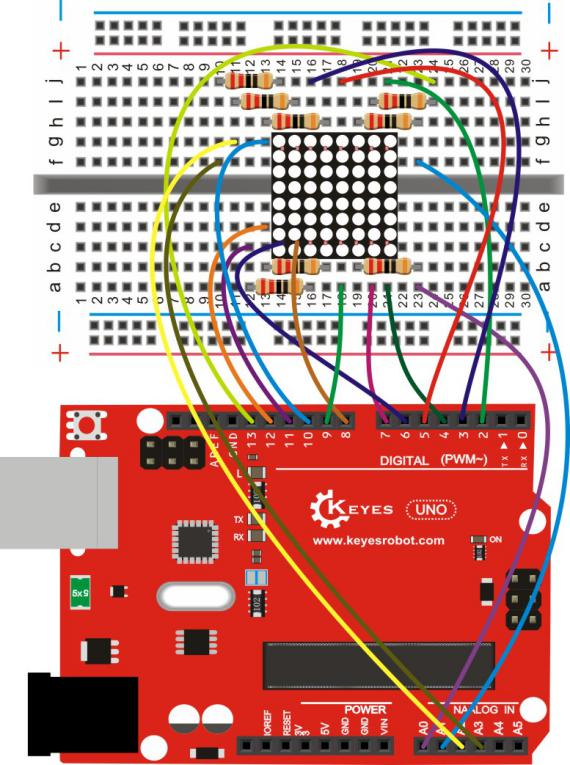 1 2 3 4 5 6 7 8 9 10 11 12 13 14 15 16 17 18 19 20 21 22 23 24 25 26 27 28 29 30
j j
i i
h h
g g
f f
e e
d d
c c
b b
a a
1 2 3 4 5 6 7 8 9 10 11 12 13 14 15 16 17 18 19 20 21 22 23 24 25 26 27 28 29 30
AREF GND 13 12 11 10 9 8 7 6 5 4 3 2 TX 1 RX 0
DIGITAL (PWM~)
L
KEYES UNO
TX
RX
www.keyesrobot.com
ON
5x5
102
POWER ANALOG IN
IOREF RESET 3V3 5V GND GND VIN A0 A1 A2 A3 A4 A5